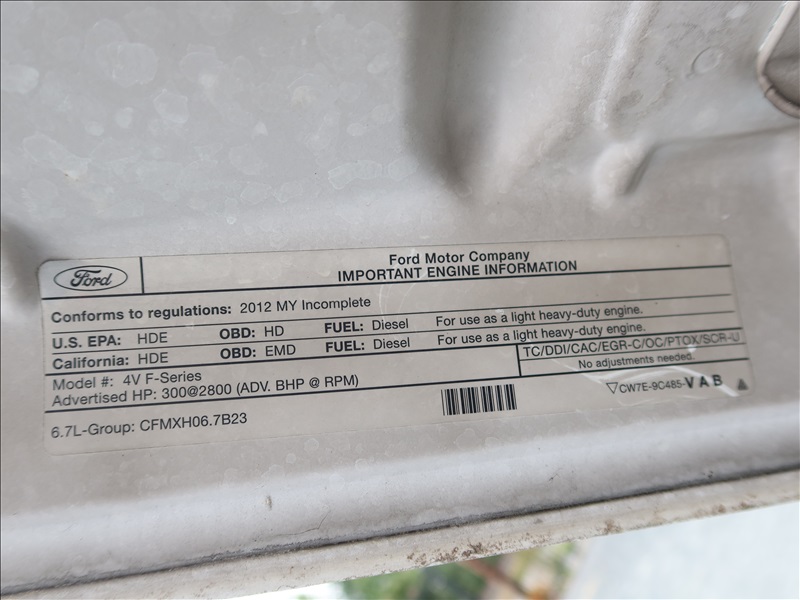 Ford
Ford Motor Company
IMPORTANT ENGINE INFORMATION
Conforms to regulations: 2012 MY Incomplete
U.S. EPA: HDE OBD: HD FUEL: Diesel For use as a light heavy-duty engine.
California: HDE OBD: EMD FUEL: Diesel For use as a light heavy-duty engine.
Model #: 4V F-Series
TC/DDI/CAC/EGR-C/OC/PTOX/SCR-U
Advertised HP: 300@2800 (ADV. BHP @ RPM)
No adjustments needed.
6.7L-Group: CFMXH06.7B23
CW7E-9C485-VAB